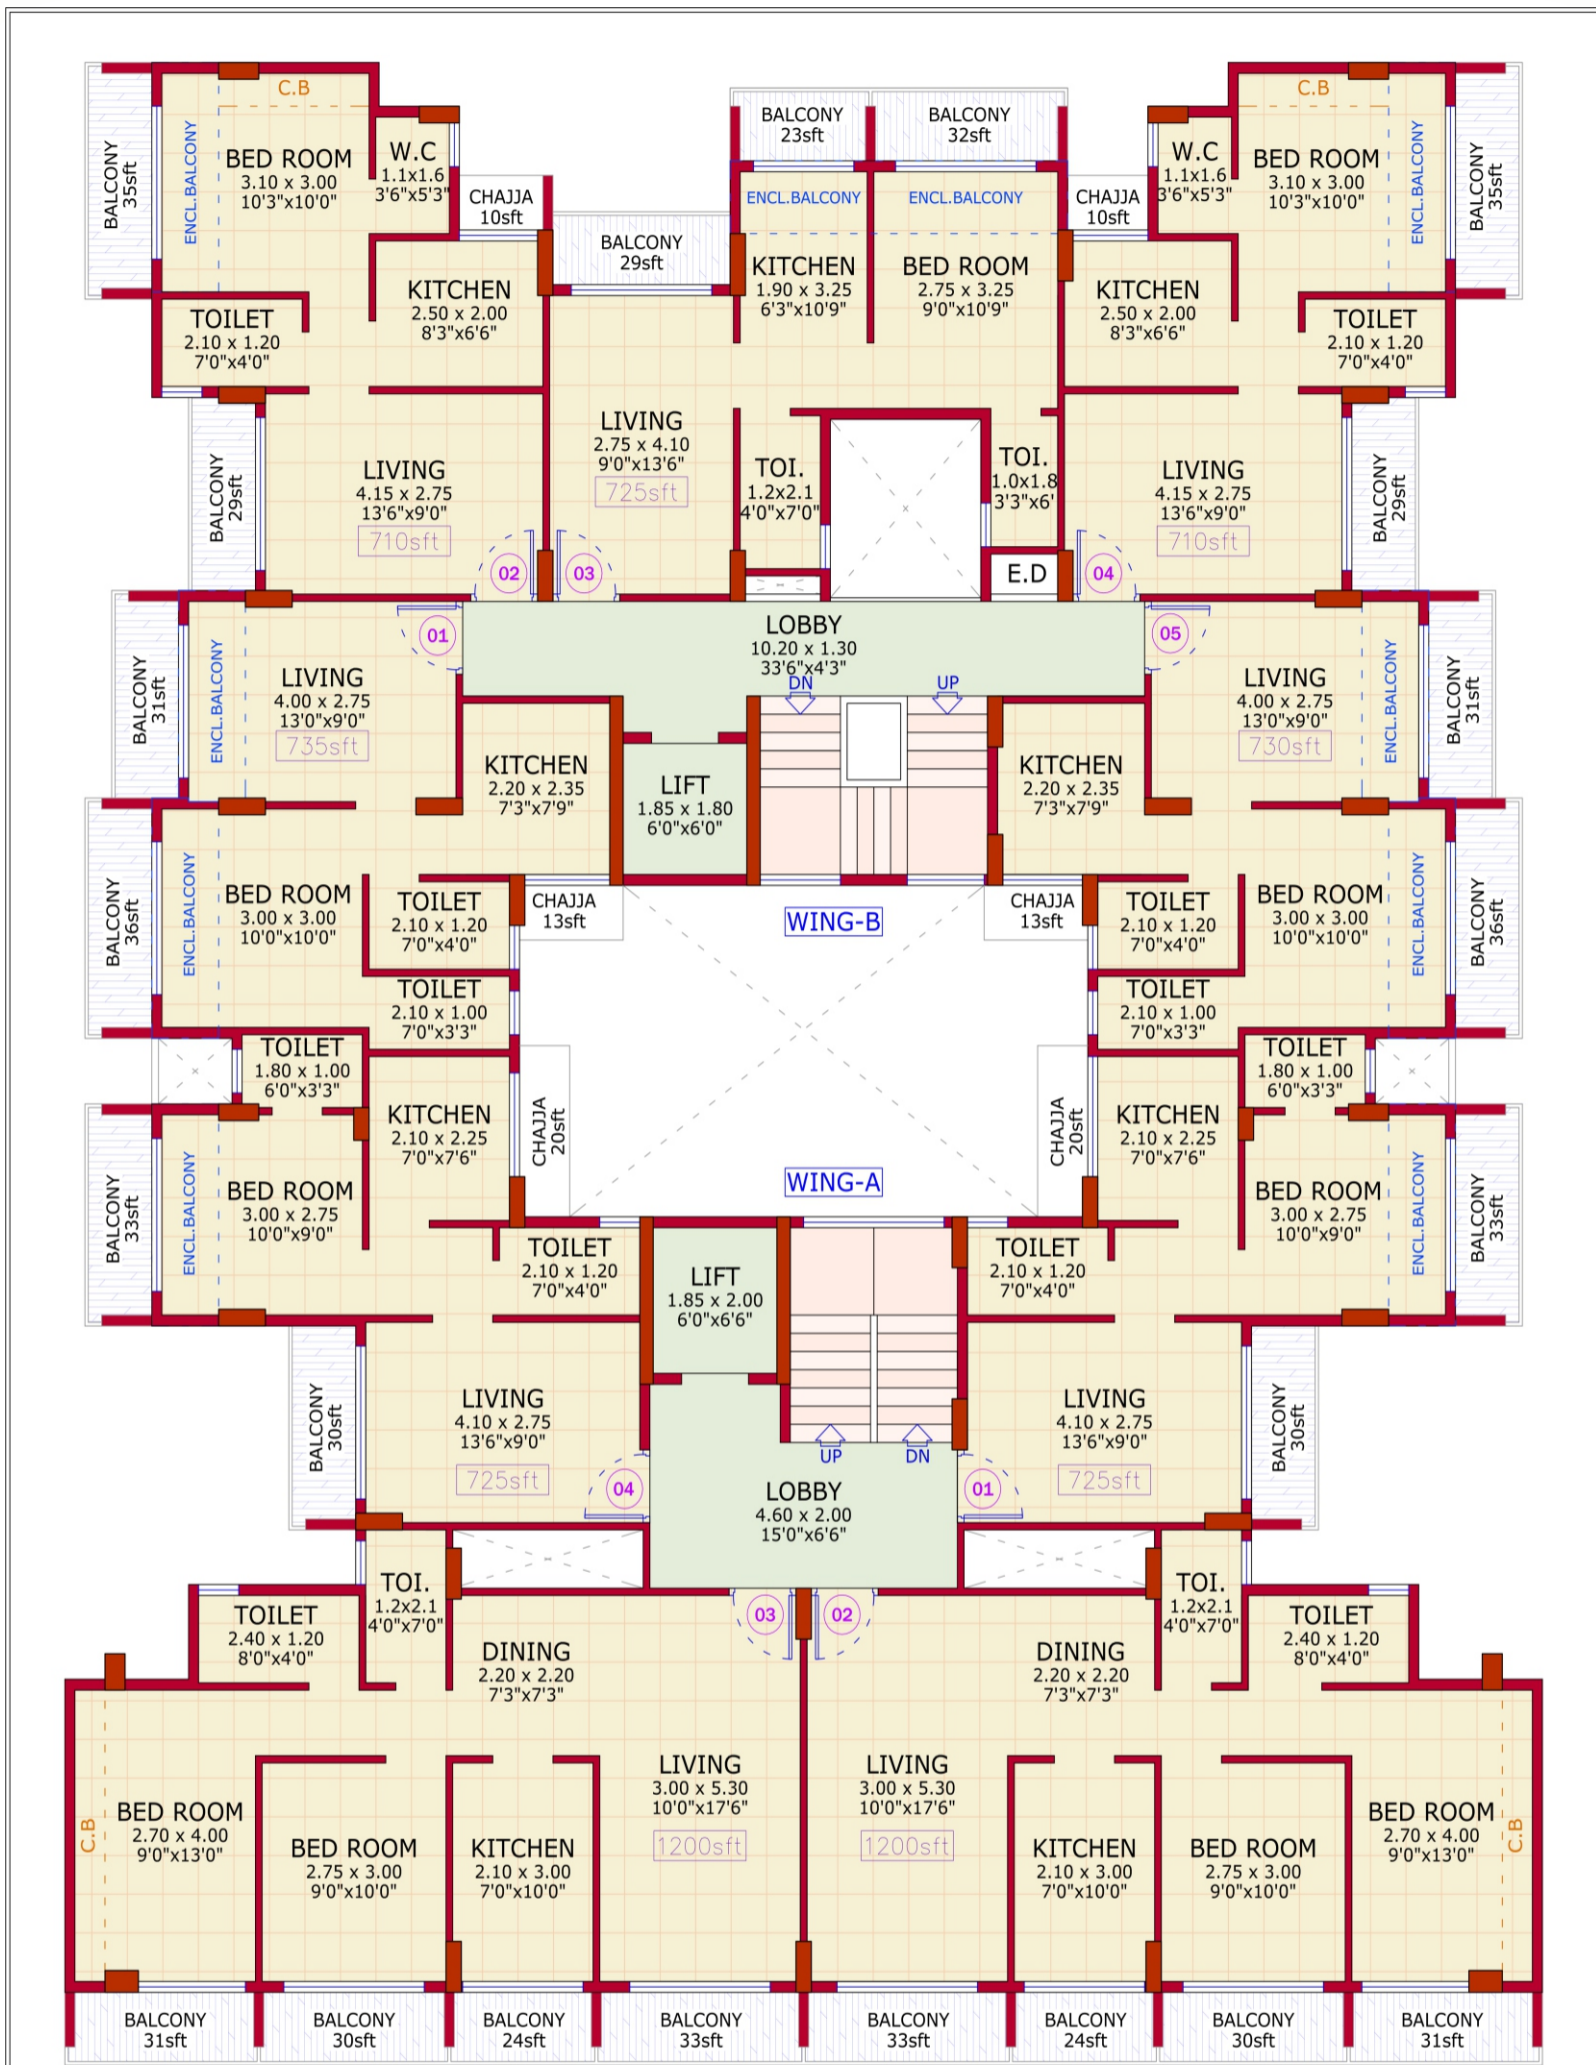 C.B
ENCL.BALCONY
BALCONY
35sft
BED ROOM
3.10 x 3.00
10'3"x10'0"
W.C
1.1x1.6
3'6"x5'3"
CHAJJA
10sft
BALCONY
29sft
KITCHEN
2.50 x 2.00
8'3"x6'6"
TOILET
2.10 x 1.20
7'0"x4'0"
BALCONY
23sft
BALCONY
32sft
ENCL.BALCONY
ENCL.BALCONY
KITCHEN
1.90 x 3.25
6'3"x10'9"
BED ROOM
2.75 x 3.25
9'0"x10'9"
C.B
W.C
1.1x1.6
3'6"x5'3"
BED ROOM
3.10 x 3.00
10'3"x10'0"
ENCL.BALCONY
BALCONY
35sft
CHAJJA
10sft
KITCHEN
2.50 x 2.00
8'3"x6'6"
TOILET
2.10 x 1.20
7'0"x4'0"
BALCONY
29sft
LIVING
4.15 x 2.75
13'6"x9'0"
710sft
02
LIVING
2.75 x 4.10
9'0"x13'6"
725sft
03
TOI.
1.2x2.1
4'0"x7'0"
TOI.
1.0x1.8
3'3"x6'
E.D
LIVING
4.15 x 2.75
13'6"x9'0"
710sft
04
BALCONY
29sft
BALCONY
31sft
ENCL.BALCONY
LIVING
4.00 x 2.75
13'0"x9'0"
735sft
01
LOBBY
10.20 x 1.30
33'6"x4'3"
DN
UP
05
LIVING
4.00 x 2.75
13'0"x9'0"
730sft
ENCL.BALCONY
BALCONY
31sft
KITCHEN
2.20 x 2.35
7'3"x7'9"
LIFT
1.85 x 1.80
6'0"x6'0"
KITCHEN
2.20 x 2.35
7'3"x7'9"
BALCONY
36sft
ENCL.BALCONY
BED ROOM
3.00 x 3.00
10'0"x10'0"
TOILET
2.10 x 1.20
7'0"x4'0"
CHAJJA
13sft
WING-B
CHAJJA
13sft
TOILET
2.10 x 1.20
7'0"x4'0"
BED ROOM
3.00 x 3.00
10'0"x10'0"
ENCL.BALCONY
BALCONY
36sft
TOILET
2.10 x 1.00
7'0"x3'3"
TOILET
2.10 x 1.00
7'0"x3'3"
TOILET
1.80 x 1.00
6'0"x3'3"
TOILET
1.80 x 1.00
6'0"x3'3"
BALCONY
33sft
ENCL.BALCONY
BED ROOM
3.00 x 2.75
10'0"x9'0"
KITCHEN
2.10 x 2.25
7'0"x7'6"
CHAJJA
20sft
WING-A
CHAJJA
20sft
KITCHEN
2.10 x 2.25
7'0"x7'6"
BED ROOM
3.00 x 2.75
10'0"x9'0"
ENCL.BALCONY
BALCONY
33sft
TOILET
2.10 x 1.20
7'0"x4'0"
LIFT
1.85 x 2.00
6'0"x6'6"
TOILET
2.10 x 1.20
7'0"x4'0"
BALCONY
30sft
LIVING
4.10 x 2.75
13'6"x9'0"
725sft
04
UP
DN
LOBBY
4.60 x 2.00
15'0"x6'6"
01
LIVING
4.10 x 2.75
13'6"x9'0"
725sft
BALCONY
30sft
TOI.
1.2x2.1
4'0"x7'0"
TOILET
2.40 x 1.20
8'0"x4'0"
DINING
2.20 x 2.20
7'3"x7'3"
03
02
DINING
2.20 x 2.20
7'3"x7'3"
TOI.
1.2x2.1
4'0"x7'0"
TOILET
2.40 x 1.20
8'0"x4'0"
C.B
BED ROOM
2.70 x 4.00
9'0"x13'0"
BED ROOM
2.75 x 3.00
9'0"x10'0"
KITCHEN
2.10 x 3.00
7'0"x10'0"
LIVING
3.00 x 5.30
10'0"x17'6"
1200sft
LIVING
3.00 x 5.30
10'0"x17'6"
1200sft
KITCHEN
2.10 x 3.00
7'0"x10'0"
BED ROOM
2.75 x 3.00
9'0"x10'0"
BED ROOM
2.70 x 4.00
9'0"x13'0"
C.B
BALCONY
31sft
BALCONY
30sft
BALCONY
24sft
BALCONY
33sft
BALCONY
33sft
BALCONY
24sft
BALCONY
30sft
BALCONY
31sft